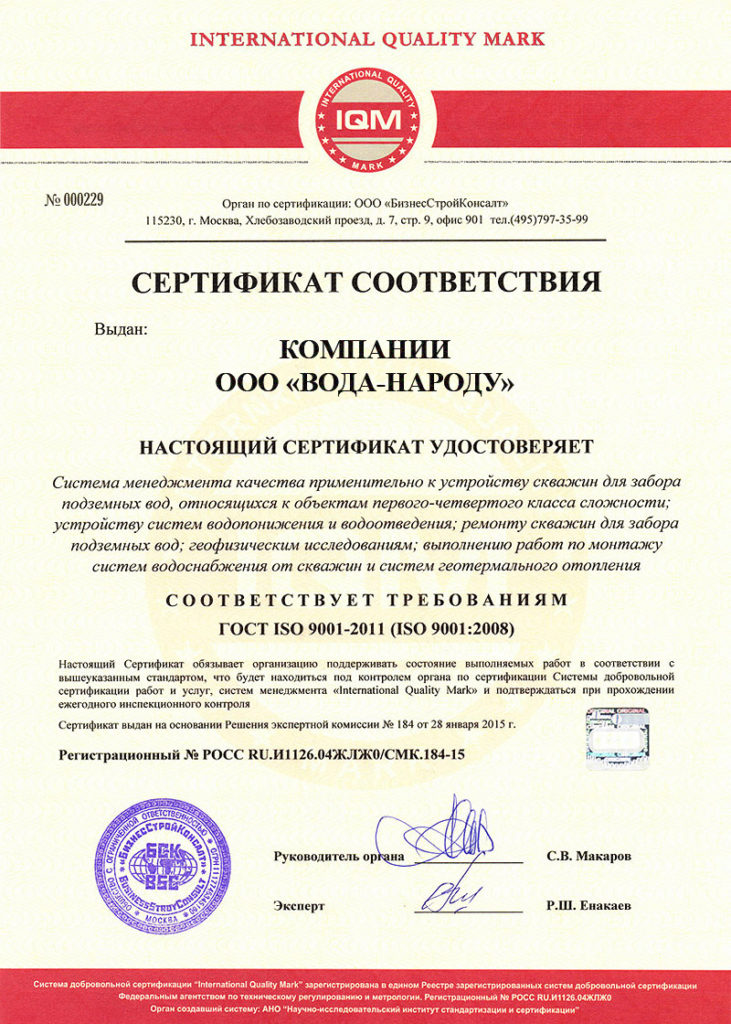 INTERNATIONAL QUALITY MARK
INTERNATIONAL QUALITY
IQM
MARK
№ 000229
Орган по сертификации: ООО «БизнесСтройКонсалт»
115230, г. Москва, Хлебозаводский проезд, д. 7, стр. 9, офис 901 тел.(495)797-35-99
СЕРТИФИКАТ СООТВЕТСТВИЯ
Выдан:
КОМПАНИИ
ООО «ВОДА-НАРОДУ»
НАСТОЯЩИЙ СЕРТИФИКАТ УДОСТОВЕРЯЕТ
Система менеджмента качества применительно к устройству скважин для забора
подземных вод, относящихся к объектам первого-четвертого класса сложности;
устройству систем водопонижения и водоотведения; ремонту скважин для забора
подземных вод; геофизическим исследованиям; выполнению работ по монтажу
систем водоснабжения от скважин и систем геотермального отопления
СООТВЕТСТВУЕТ ТРЕБОВАНИЯМ
ГОСТ ISO 9001-2011 (ISO 9001:2008)
Настоящий Сертификат обязывает организацию поддерживать состояние выполняемых работ в соответствии с
вышеуказанным стандартом, что будет находиться под контролем органа по сертификации Системы добровольной
сертификации работ и услуг, систем менеджмента «International Quality Mark» и подтверждаться при прохождении
ежегодного инспекционного контроля
Сертификат выдан на основании Решения экспертной комиссии № 184 от 28 января 2015 г.
ORIGINAL
Регистрационный № РОСС RU.И1126.04ЖЛЖ0/СМК.184-15
ОБЩЕСТВО С ОГРАНИЧЕННОЙ ОТВЕТСТВЕННОСТЬЮ
«БизнесСтройКонсалт»
БСК
BSC
BusinessStroyConsult
МОСКВА
Руководитель органа
С.В. Макаров
Эксперт
Р.Ш. Енакаев
Система добровольной сертификации "International Quality Mark" зарегистрирована в едином Реестре зарегистрированных систем добровольной сертификации
Федеральным агентством по техническому регулированию и метрологии. Регистрационный № РОСС RU.И1126.04ЖЛЖ0
Орган создавший систему: АНО "Научно-исследовательский институт стандартизации и сертификации"